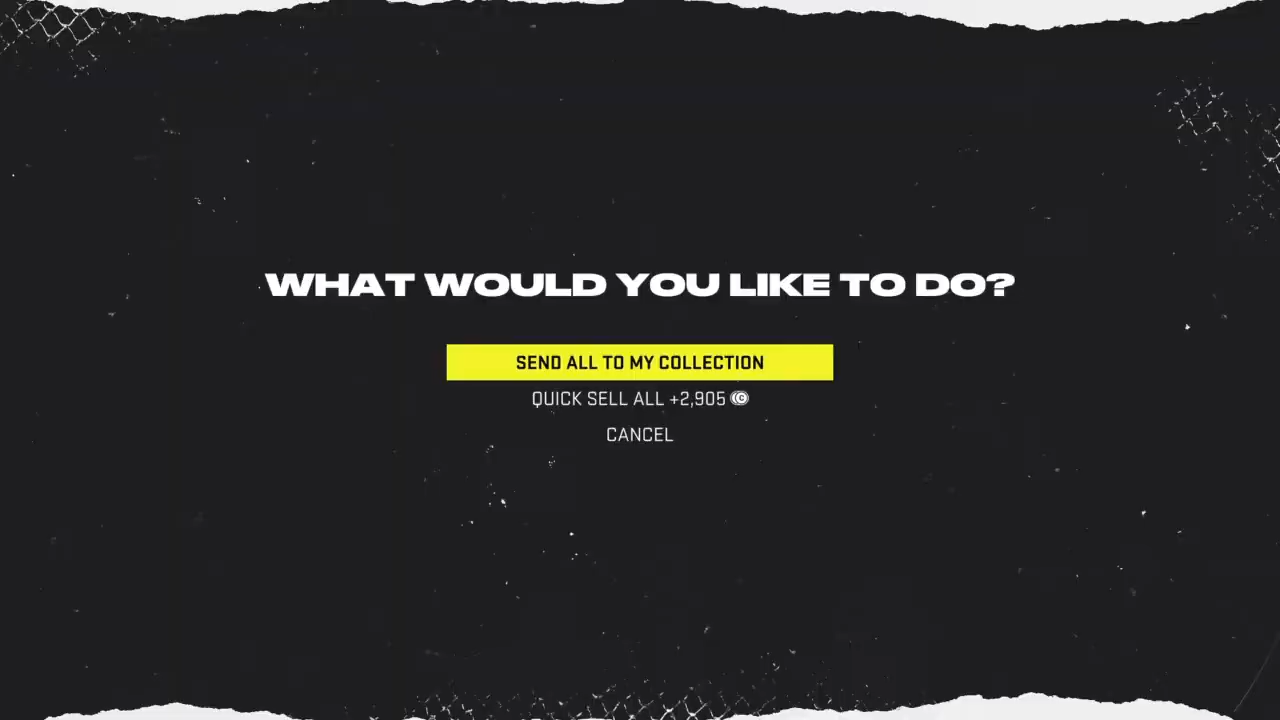 WHAT WOULD YOU LIKE TO DO?
SEND ALL TO MY COLLECTION
QUICK SELL ALL +2,905
CANCEL